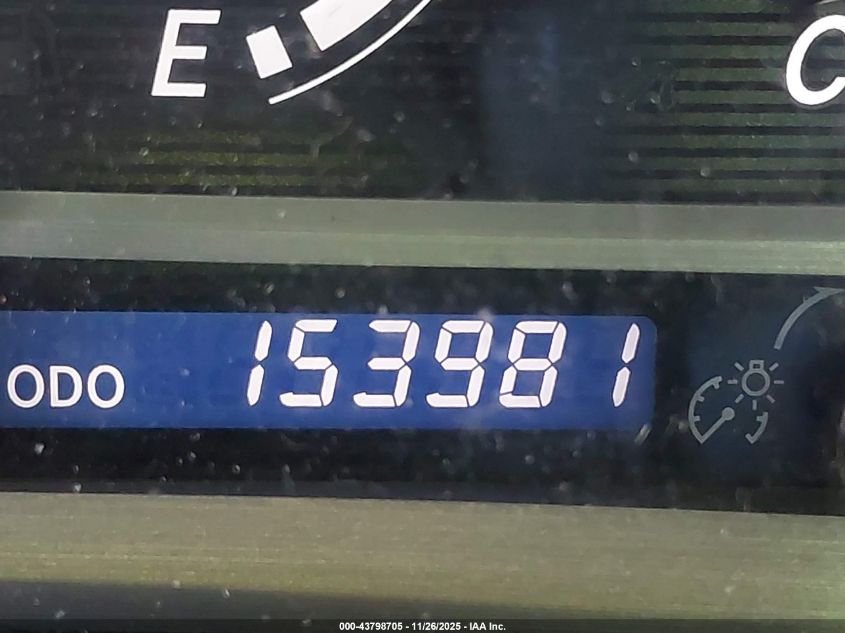 E
C
ODO 153981
000-43798705 - 11/26/2025 - IAA Inc.